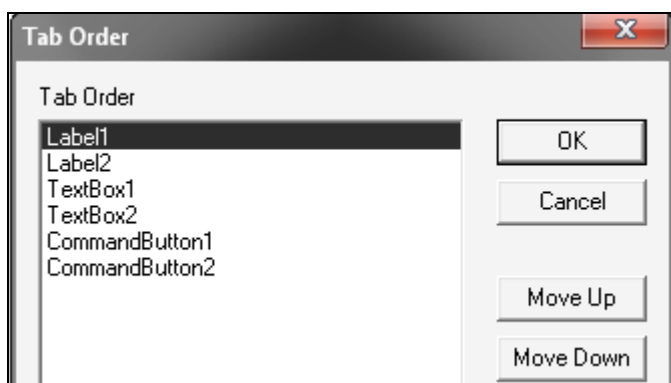 Tab Order
Tab Order
Label1
Label2
TextBox1
TextBox2
CommandButton1
CommandButton2
OK
Cancel
Move Up
Move Down